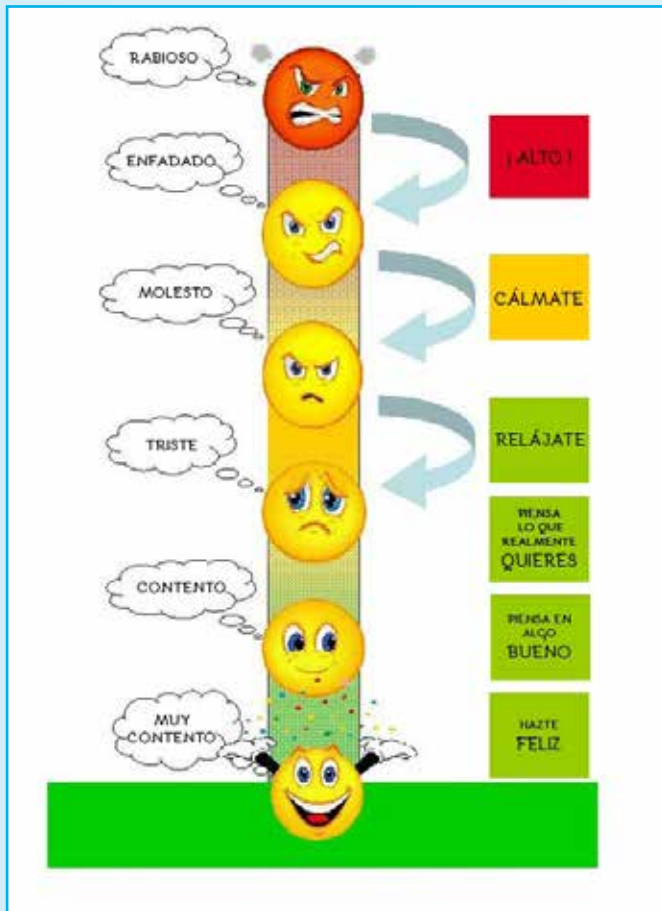 RABIOSO
¡ ALTO !
ENFADADO
CÁLMATE
MOLESTO
RELÁJATE
TRISTE
PIENSA
LO QUE
REALMENTE
QUIERES
CONTENTO
PIENSA EN
ALGO
BUENO
MUY
CONTENTO
HAZTE
FELIZ